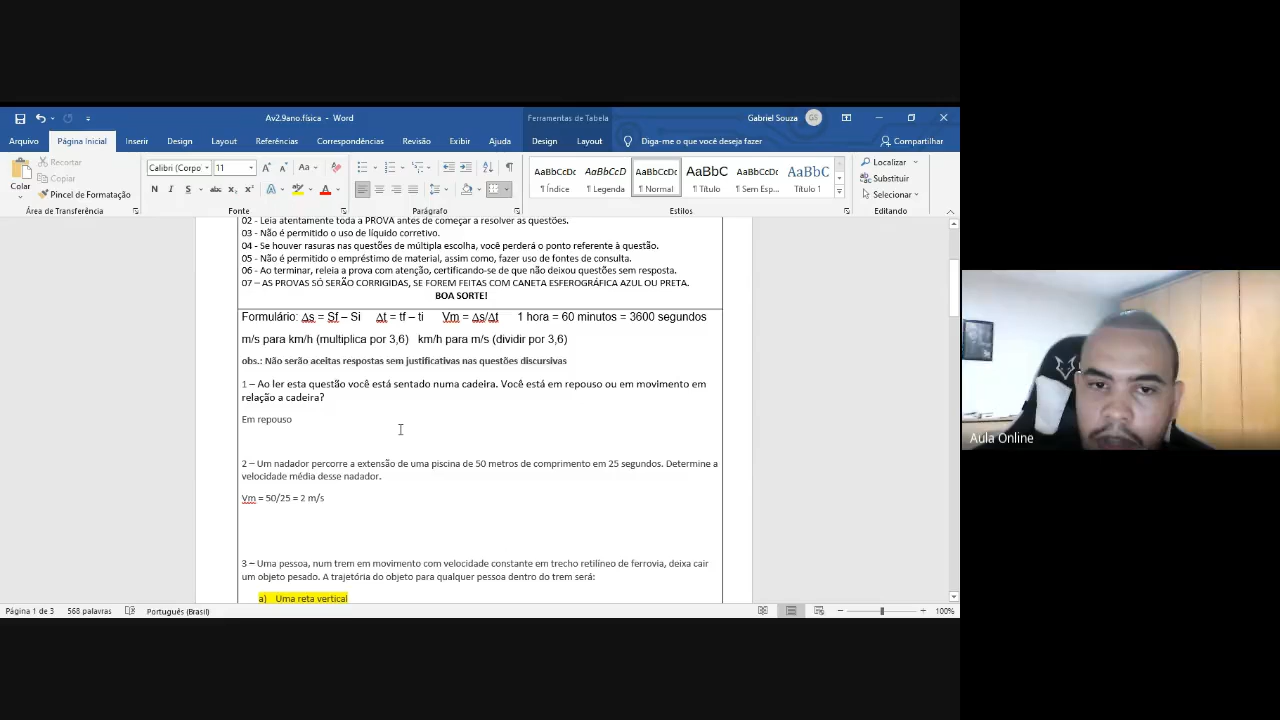 Av2.9ano.física - Word
Ferramentas de Tabela
Gabriel Souza
GS
Arquivo
Página Inicial
Inserir
Design
Layout
Referências
Correspondências
Revisão
Exibir
Ajuda
Design
Layout
Diga-me o que você deseja fazer
Compartilhar
Colar
Recortar
Copiar
Pincel de Formatação
Área de Transferência
Calibri (Corpo
11
Fonte
Parágrafo
AaBbCcDc
¶ Índice
AaBbCcD
¶ Legenda
AaBbCcDc
¶ Normal
AaBbC
¶ Título
AaBbCcDc
¶ Sem Esp...
AaBbC
Título 1
Estilos
Localizar
Substituir
Selecionar
Editando
02 - Leia atentamente toda a PROVA antes de começar a resolver as questões.
03 - Não é permitido o uso de líquido corretivo.
04 - Se houver rasuras nas questões de múltipla escolha, você perderá o ponto referente à questão.
05 - Não é permitido o empréstimo de material, assim como, fazer uso de fontes de consulta.
06 - Ao terminar, releia a prova com atenção, certificando-se de que não deixou questões sem resposta.
07 – AS PROVAS SÓ SERÃO CORRIGIDAS, SE FOREM FEITAS COM CANETA ESFEROGRÁFICA AZUL OU PRETA.
BOA SORTE!
Formulário: ∆s = Sf – Si ∆t = tf – ti Vm = ∆s/∆t 1 hora = 60 minutos = 3600 segundos
m/s para km/h (multiplica por 3,6) km/h para m/s (dividir por 3,6)
obs.: Não serão aceitas respostas sem justificativas nas questões discursivas
1 – Ao ler esta questão você está sentado numa cadeira. Você está em repouso ou em movimento em
relação a cadeira?
Em repouso
2 – Um nadador percorre a extensão de uma piscina de 50 metros de comprimento em 25 segundos. Determine a
velocidade média desse nadador.
Vm = 50/25 = 2 m/s
3 – Uma pessoa, num trem em movimento com velocidade constante em trecho retilíneo de ferrovia, deixa cair
um objeto pesado. A trajetória do objeto para qualquer pessoa dentro do trem será:
a) Uma reta vertical
Página 1 de 3
568 palavras
Português (Brasil)
100%
Aula Online